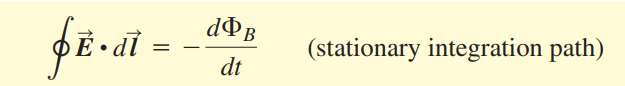 ∮ E⃗ · dl⃗ = − dΦ_B / dt (stationary integration path)